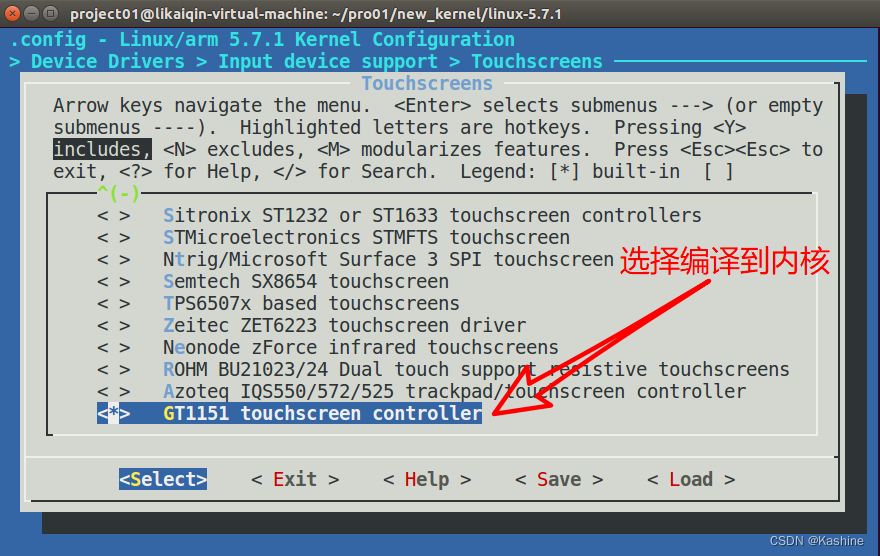 project01@likaiqin-virtual-machine: ~/pro01/new_kernel/linux-5.7.1
.config - Linux/arm 5.7.1 Kernel Configuration
> Device Drivers > Input device support > Touchscreens
Touchscreens
Arrow keys navigate the menu.  <Enter> selects submenus ---> (or empty
submenus ----).  Highlighted letters are hotkeys.  Pressing <Y>
includes, <N> excludes, <M> modularizes features.  Press <Esc><Esc> to
exit, <?> for Help, </> for Search.  Legend: [*] built-in  [ ]
^(-)
< >   Sitronix ST1232 or ST1633 touchscreen controllers
< >   STMicroelectronics STMFTS touchscreen
< >   Ntrig/Microsoft Surface 3 SPI touchscreen
选择编译到内核
< >   Semtech SX8654 touchscreen
< >   TPS6507x based touchscreens
< >   Zeitec ZET6223 touchscreen driver
< >   Neonode zForce infrared touchscreens
< >   ROHM BU21023/24 Dual touch support resistive touchscreens
< >   Azoteq IQS550/572/525 trackpad/touchscreen controller
<*>   GT1151 touchscreen controller
<Select>    < Exit >    < Help >    < Save >    < Load >
CSDN @Kashine